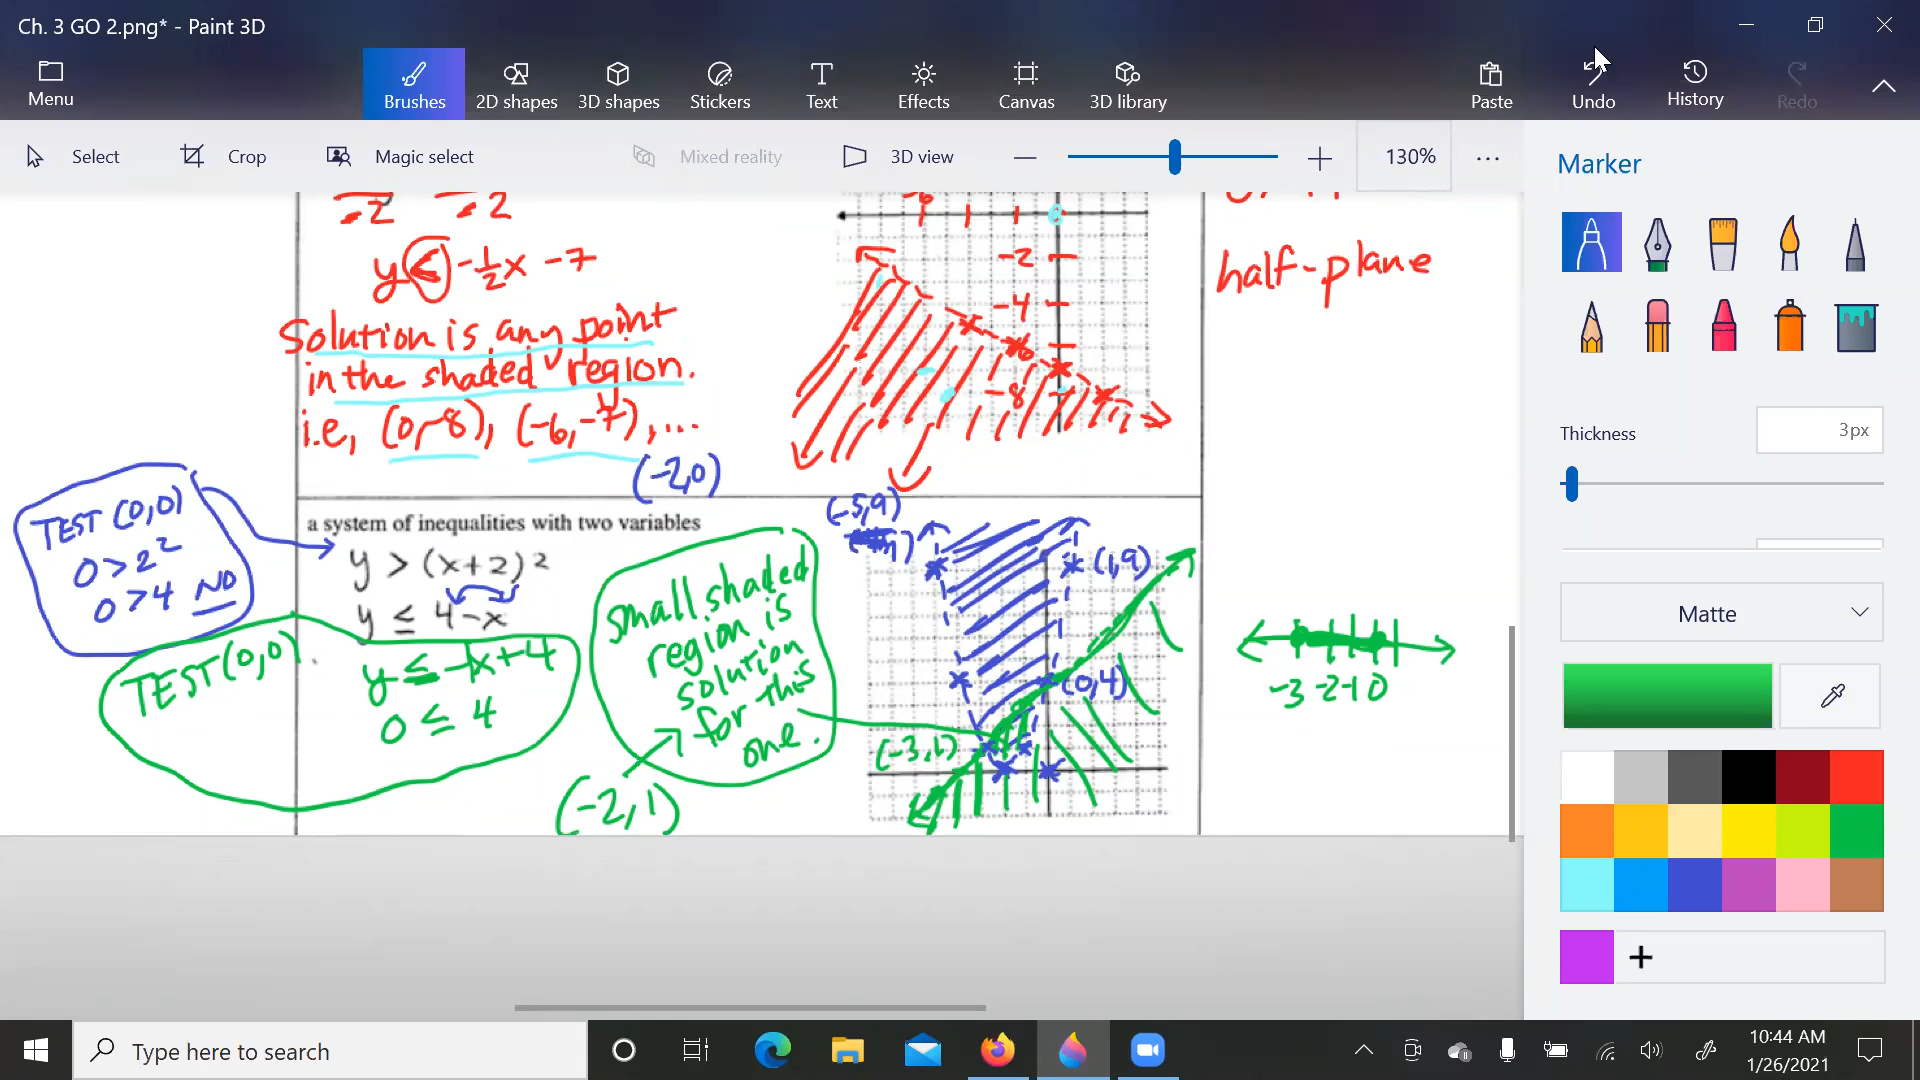 Ch. 3 GO 2.png* - Paint 3D
Menu
Brushes
2D shapes
3D shapes
Stickers
Text
Effects
Canvas
3D library
Paste
Undo
History
Redo
Select
Crop
Magic select
Mixed reality
3D view
130%
Marker
Thickness
3px
Matte
-2 -2
y < -1/2x -7
Solution is any point
in the shaded region.
i.e, (0,-8), (-6,-7), ...
-2
-4
-6
-8
half-plane
(-2,0)
TEST (0,0)
0>2²
0>4 NO
a system of inequalities with two variables
y > (x+2)²
y ≤ 4-x
TEST(0,0).
y ≤ -1x+4
0 ≤ 4
small shaded
region is
solution
for this
one.
(-2,1)
(-5,9)
(1,9)
(0,4)
(-3,1)
-3 -2 -1 0
Type here to search
10:44 AM
1/26/2021